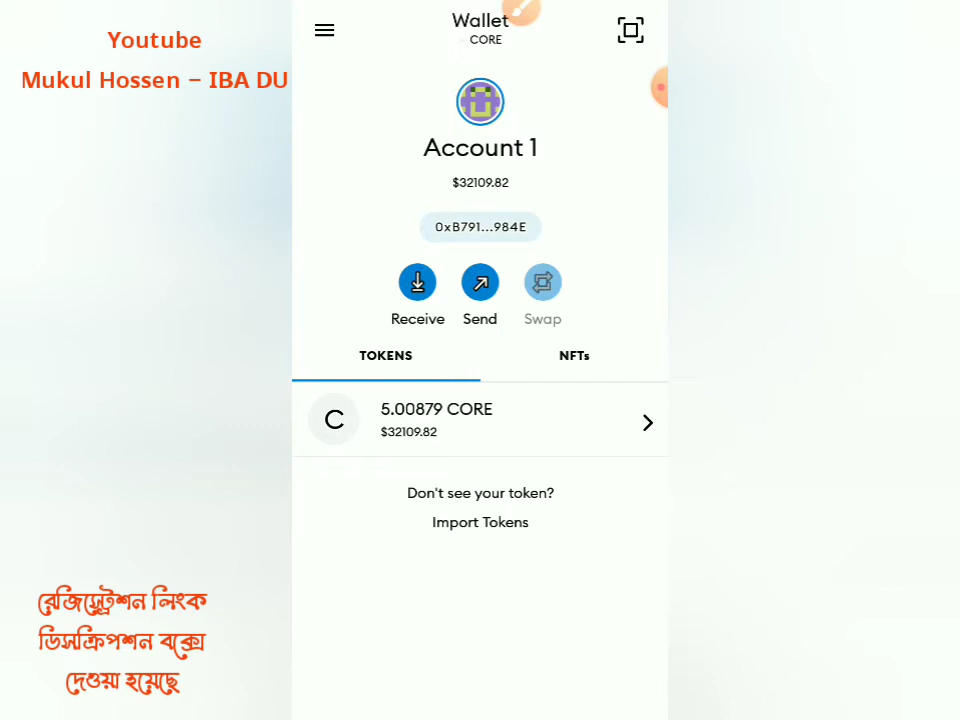 Youtube
Mukul Hossen – IBA DU
Wallet
CORE
Account 1
$32109.82
0xB791...984E
Receive
Send
Swap
TOKENS
NFTs
C
5.00879 CORE
$32109.82
Don't see your token?
Import Tokens
রেজিস্ট্রেশন লিংক
ডিসক্রিপশন বক্সে
দেওয়া হয়েছে